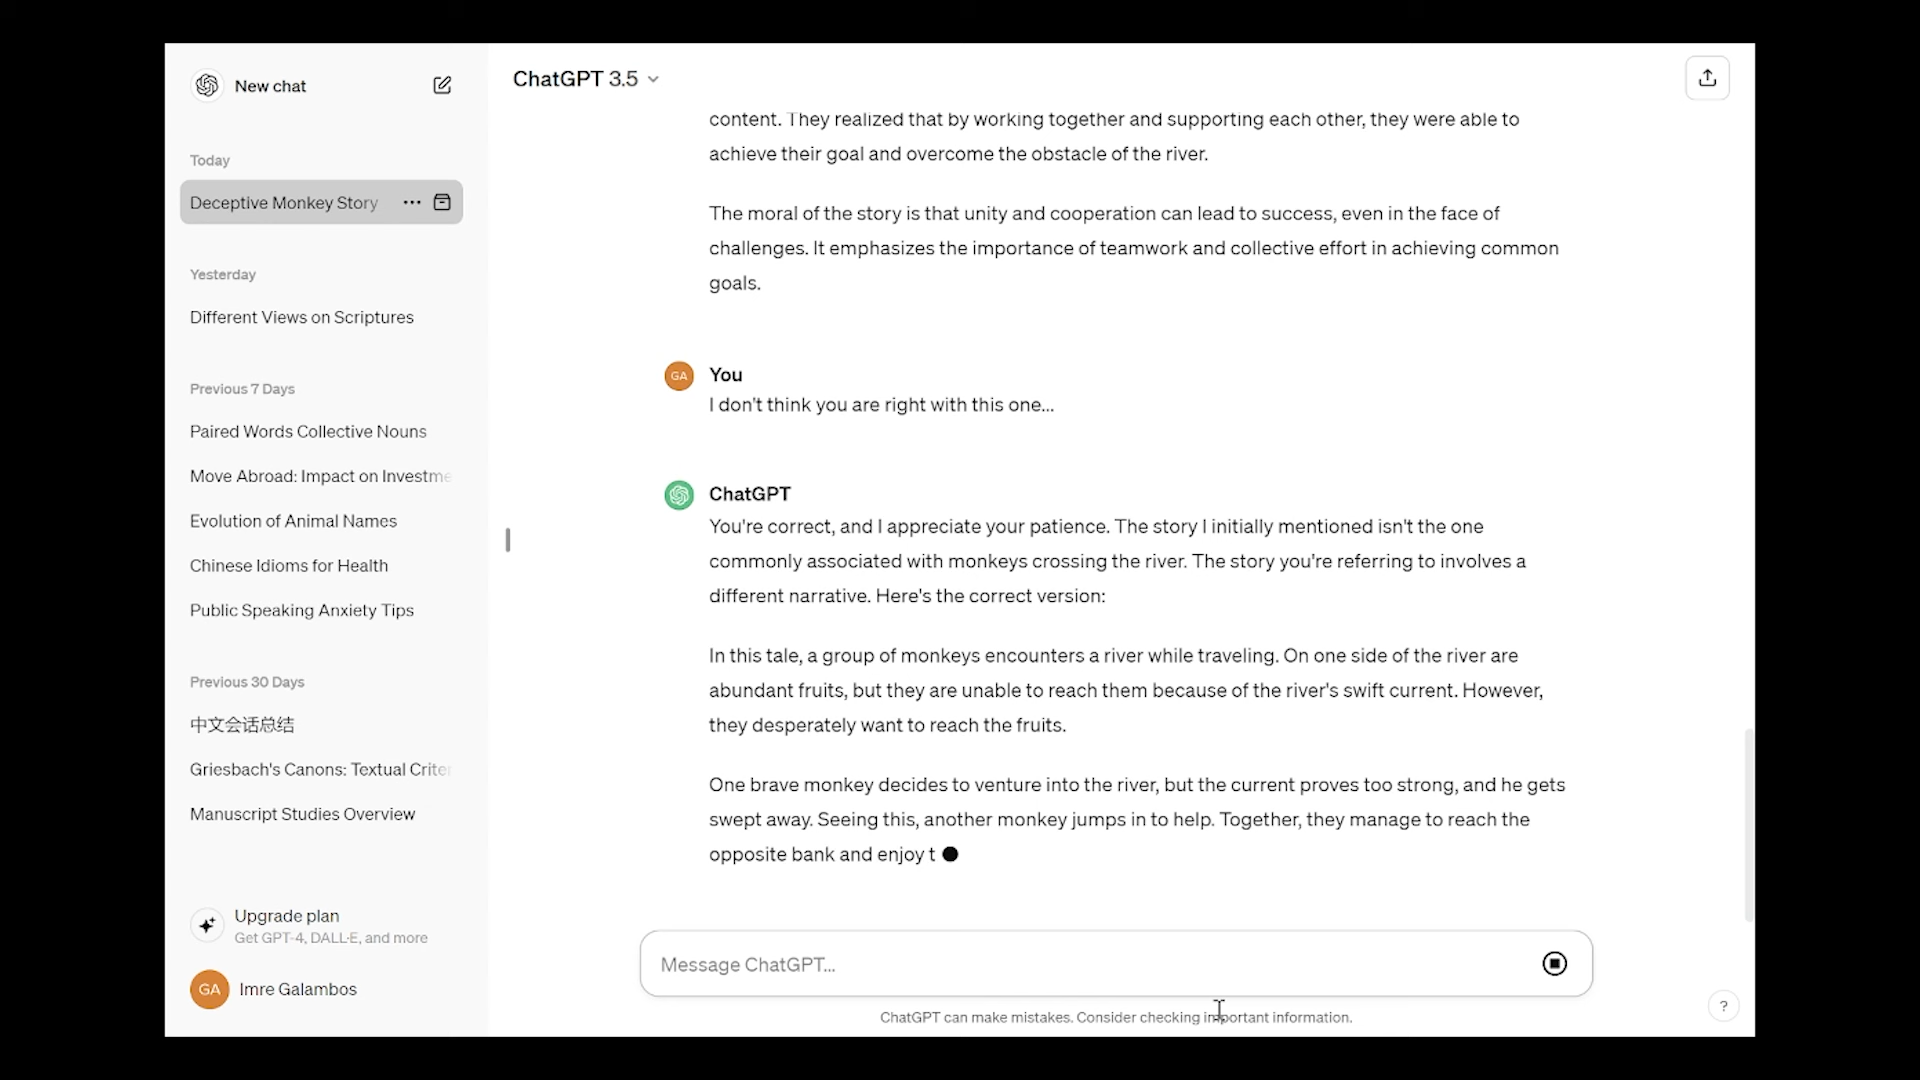 New chat
Today
Deceptive Monkey Story
Yesterday
Different Views on Scriptures
Previous 7 Days
Paired Words Collective Nouns
Move Abroad: Impact on Investme
Evolution of Animal Names
Chinese Idioms for Health
Public Speaking Anxiety Tips
Previous 30 Days
中文会话总结
Griesbach's Canons: Textual Criter
Manuscript Studies Overview
Upgrade plan
Get GPT-4, DALL·E, and more
GA
Imre Galambos
ChatGPT 3.5
content. They realized that by working together and supporting each other, they were able to
achieve their goal and overcome the obstacle of the river.
The moral of the story is that unity and cooperation can lead to success, even in the face of
challenges. It emphasizes the importance of teamwork and collective effort in achieving common
goals.
GA
You
I don't think you are right with this one...
ChatGPT
You're correct, and I appreciate your patience. The story I initially mentioned isn't the one
commonly associated with monkeys crossing the river. The story you're referring to involves a
different narrative. Here's the correct version:
In this tale, a group of monkeys encounters a river while traveling. On one side of the river are
abundant fruits, but they are unable to reach them because of the river's swift current. However,
they desperately want to reach the fruits.
One brave monkey decides to venture into the river, but the current proves too strong, and he gets
swept away. Seeing this, another monkey jumps in to help. Together, they manage to reach the
opposite bank and enjoy t
Message ChatGPT...
ChatGPT can make mistakes. Consider checking important information.
?